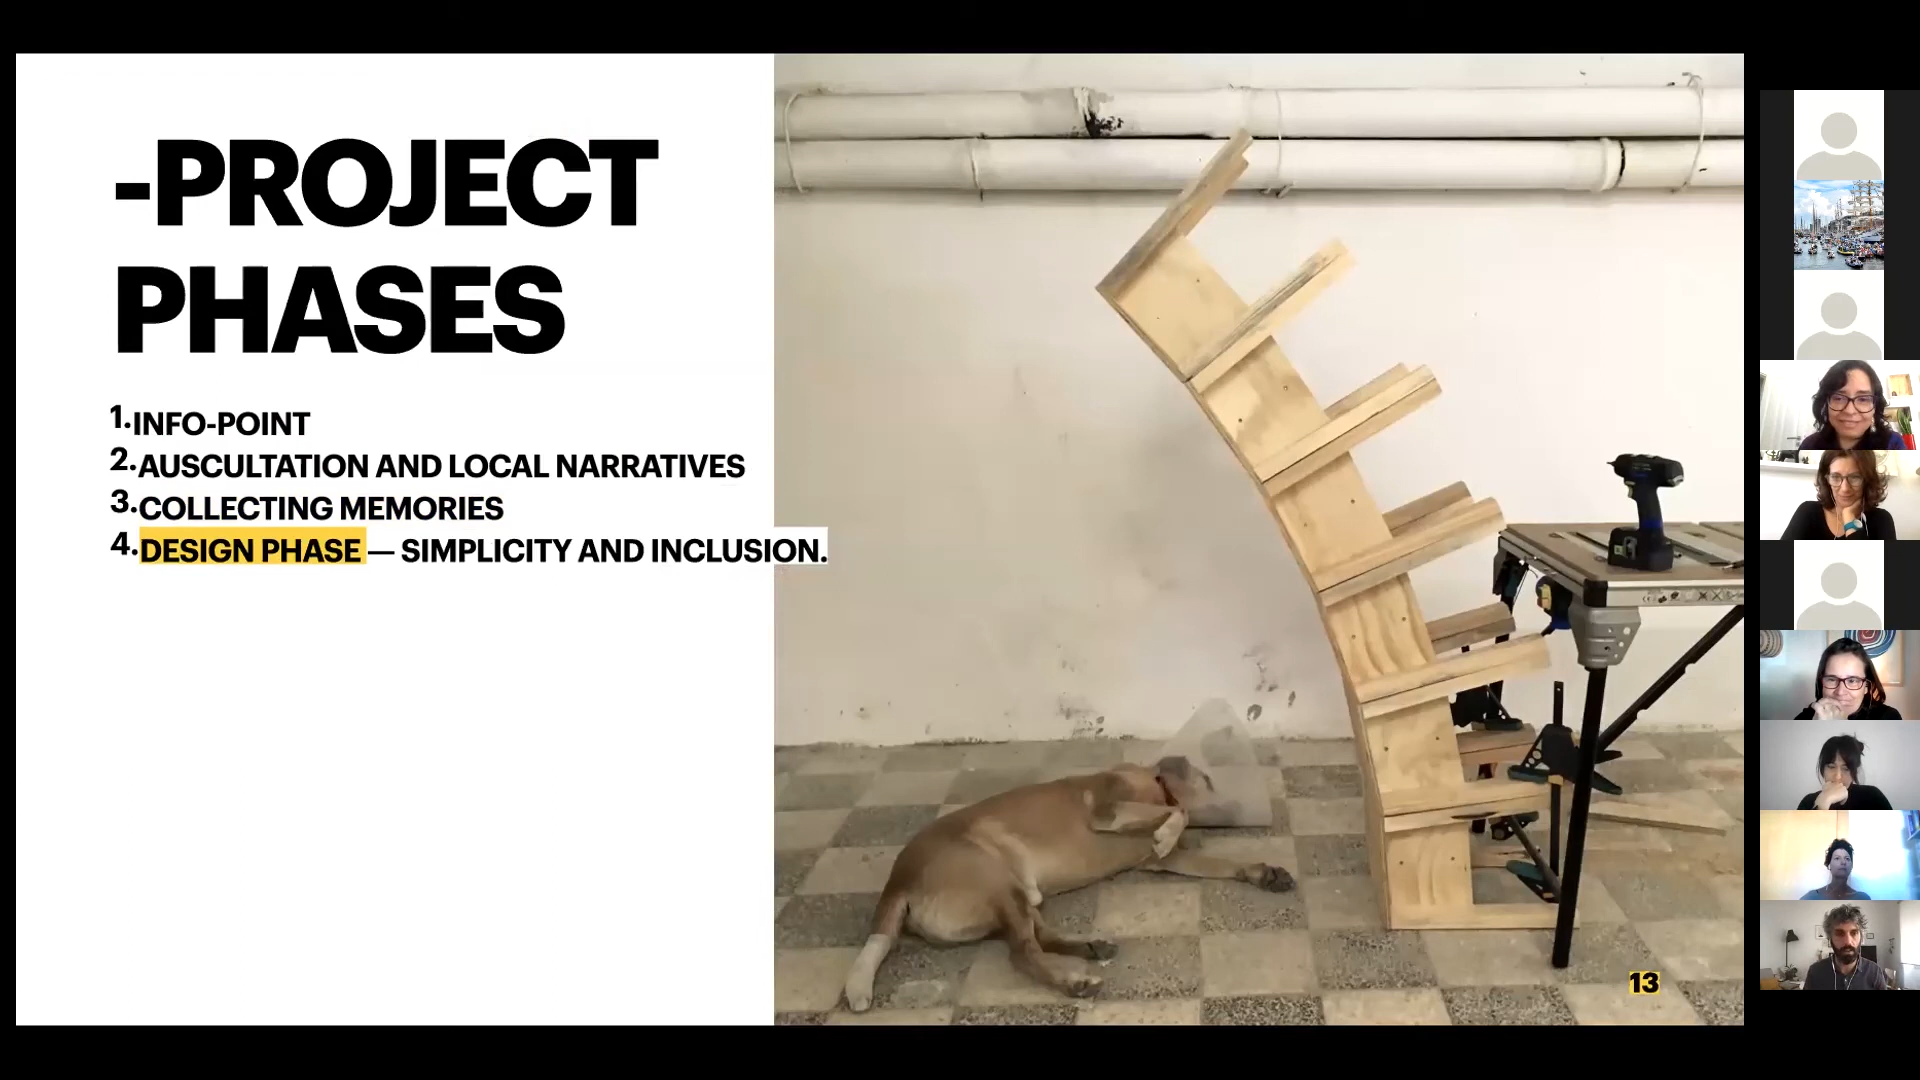 -PROJECT
PHASES
1.INFO-POINT
2.AUSCULTATION AND LOCAL NARRATIVES
3.COLLECTING MEMORIES
4.DESIGN PHASE — SIMPLICITY AND INCLUSION.
13